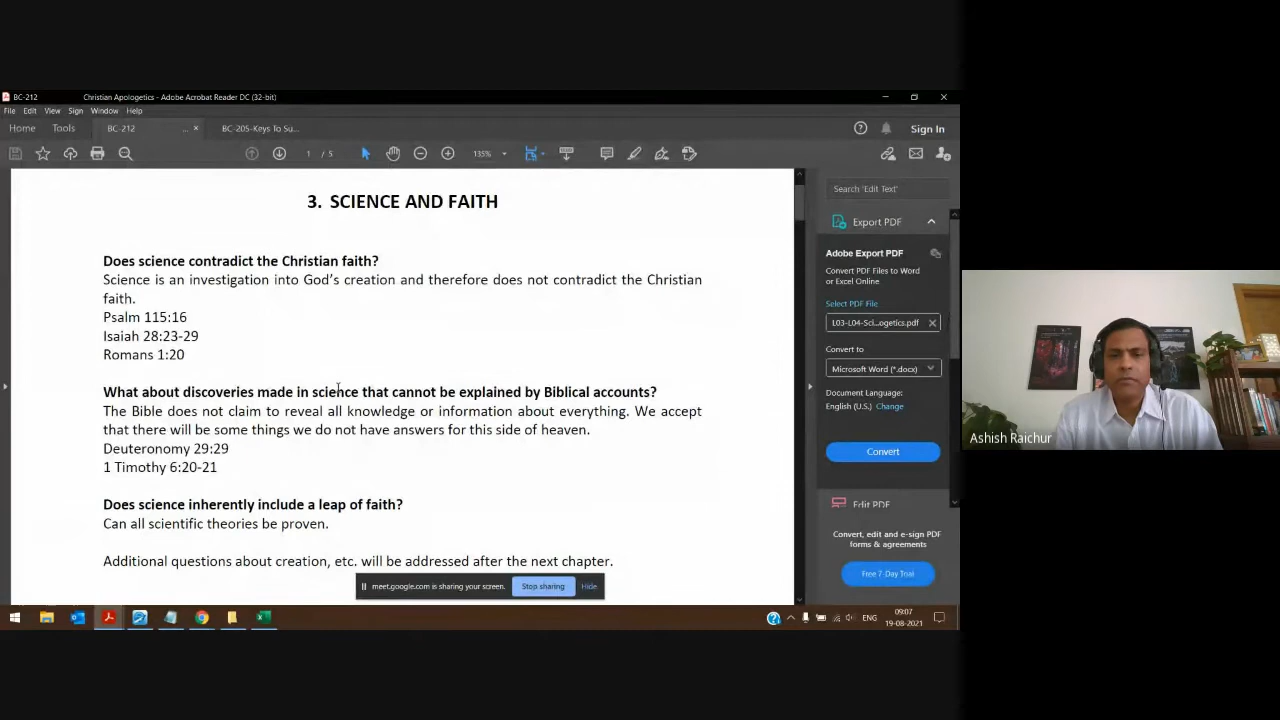 BC-212
Christian Apologetics - Adobe Acrobat Reader DC (32-bit)
File Edit View Sign Window Help
Home Tools BC-212 ... × BC-205-Keys To Su... Sign In
1 / 5 135%
3. SCIENCE AND FAITH
Does science contradict the Christian faith?
Science is an investigation into God's creation and therefore does not contradict the Christian
faith.
Psalm 115:16
Isaiah 28:23-29
Romans 1:20
What about discoveries made in science that cannot be explained by Biblical accounts?
The Bible does not claim to reveal all knowledge or information about everything. We accept
that there will be some things we do not have answers for this side of heaven.
Deuteronomy 29:29
1 Timothy 6:20-21
Does science inherently include a leap of faith?
Can all scientific theories be proven.
Additional questions about creation, etc. will be addressed after the next chapter.
Search 'Edit Text'
Export PDF
Adobe Export PDF
Convert PDF Files to Word
or Excel Online
Select PDF File
L03-L04-Sci...ogetics.pdf
Convert to
Microsoft Word (*.docx)
Document Language:
English (U.S.) Change
Convert
Edit PDF
Convert, edit and e-sign PDF
forms & agreements
Free 7-Day Trial
meet.google.com is sharing your screen. Stop sharing Hide
ENG
09:07
19-08-2021
Ashish Raichur